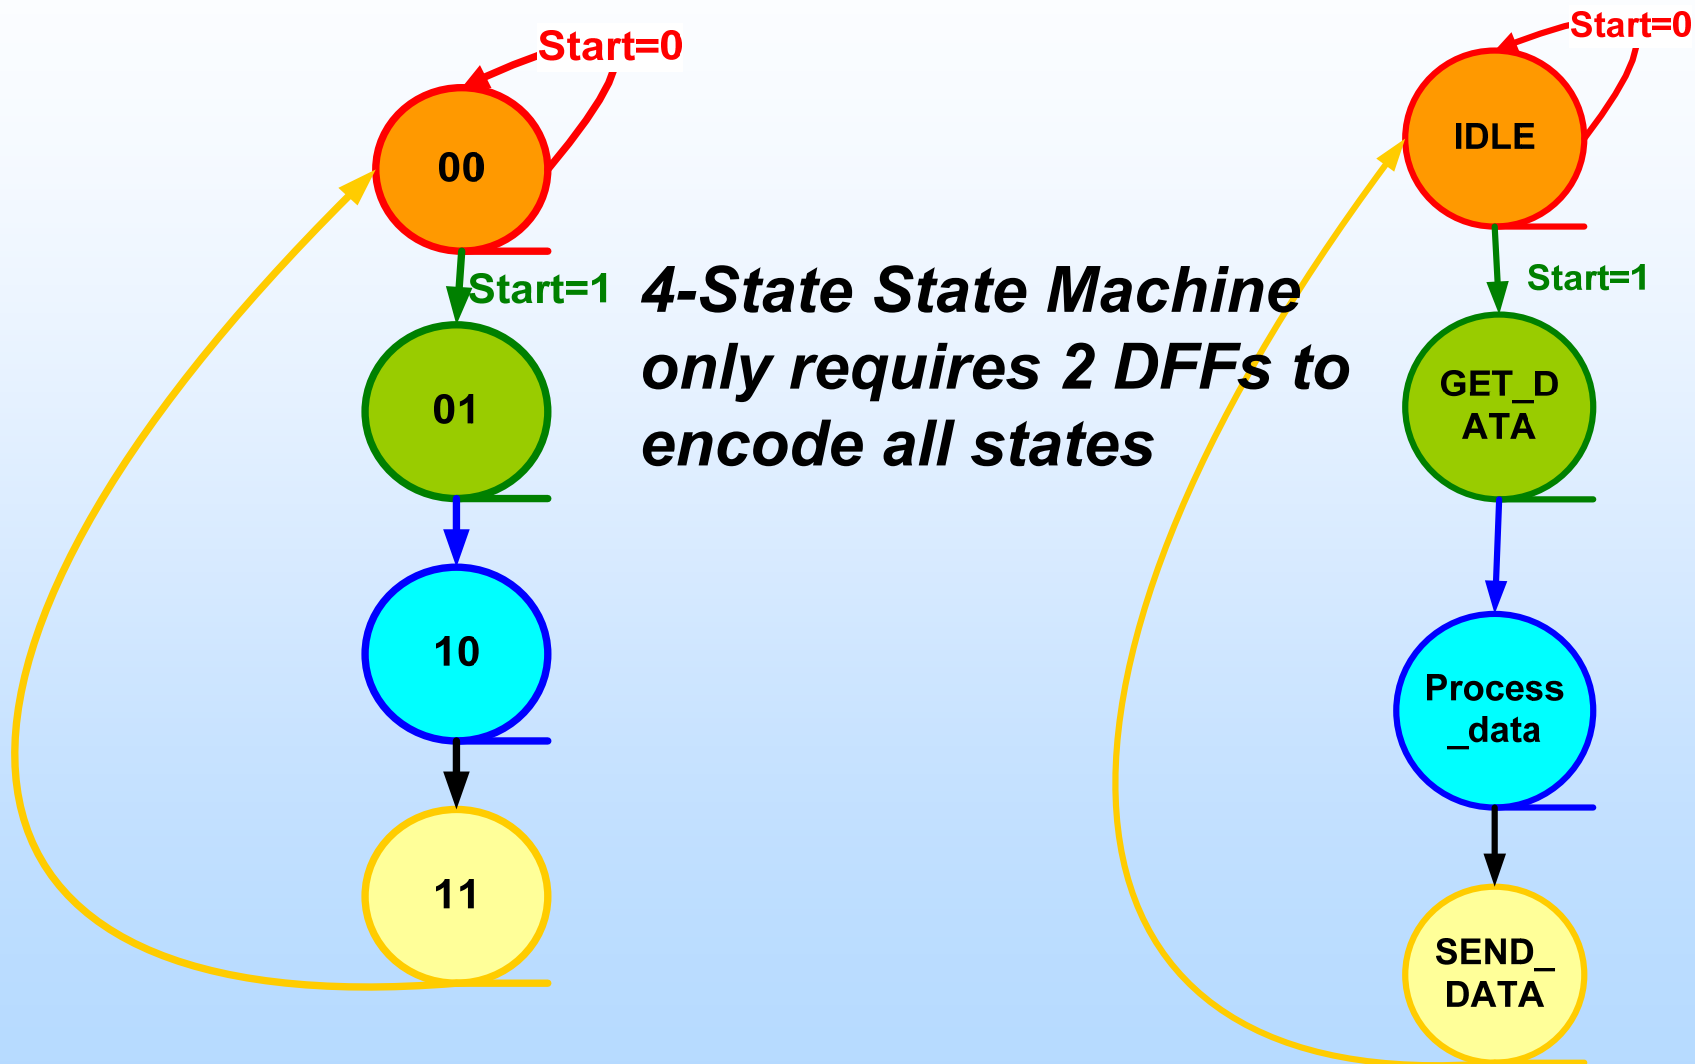 Start=0
00
Start=1
01
10
11
4-State State Machine
only requires 2 DFFs to
encode all states
Start=0
IDLE
Start=1
GET_D
ATA
Process
_data
SEND_
DATA